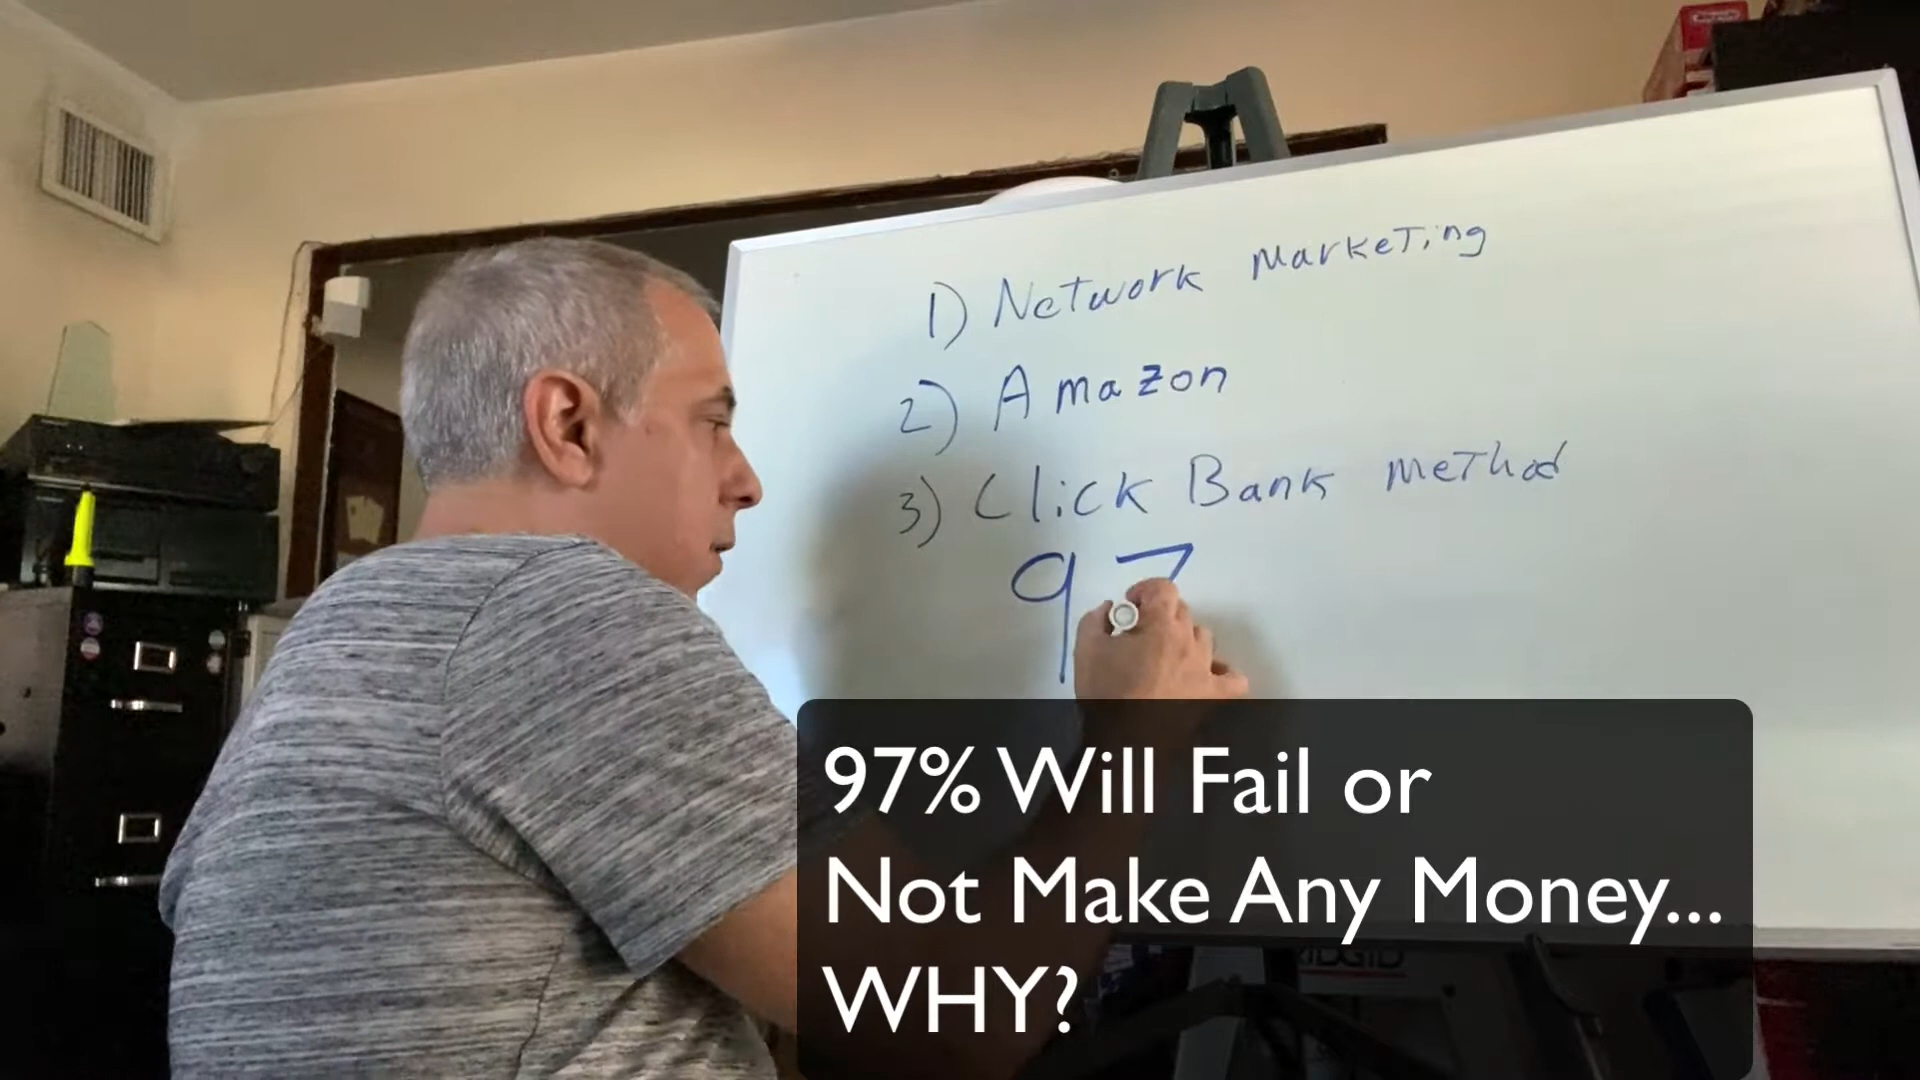 1) Network Marketing
2) Amazon
3) Click Bank Method
97
97% Will Fail or
Not Make Any Money...
WHY?
RIDGID